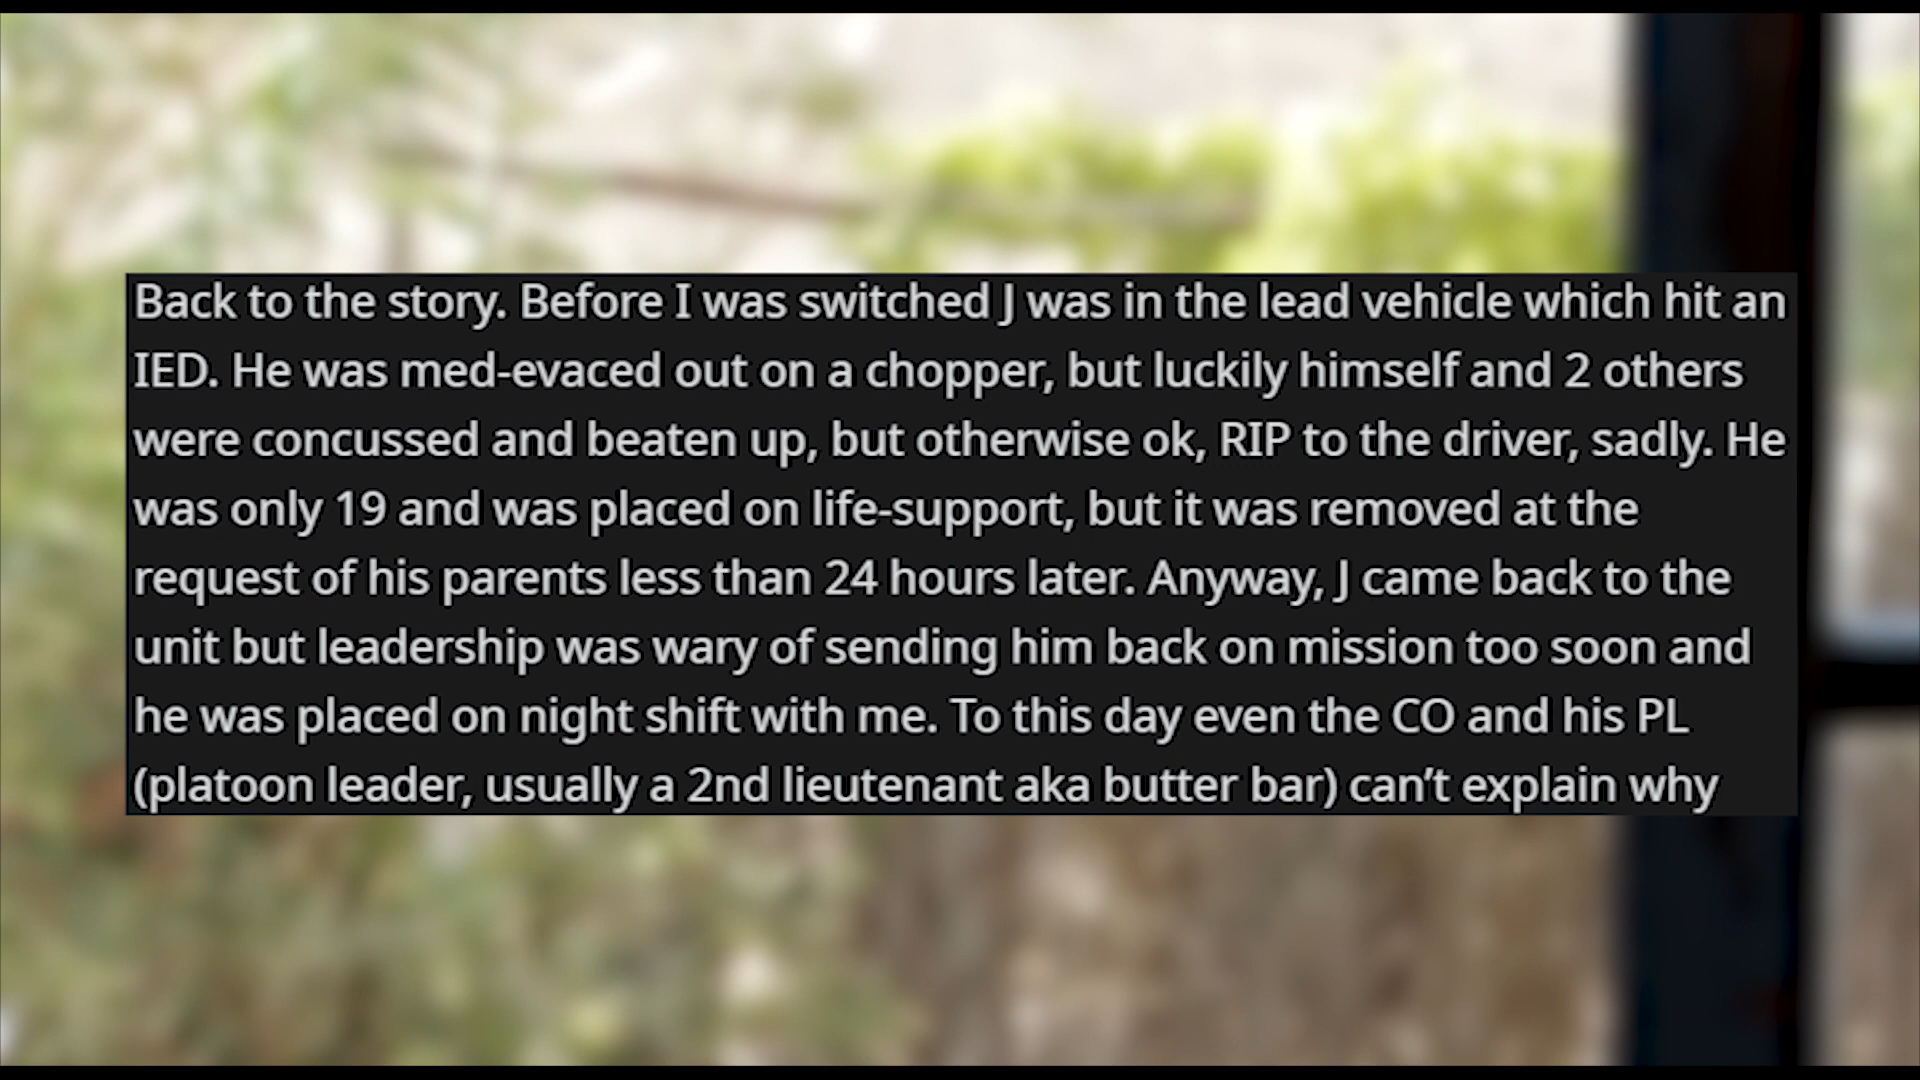 Back to the story. Before I was switched J was in the lead vehicle which hit an
IED. He was med-evaced out on a chopper, but luckily himself and 2 others
were concussed and beaten up, but otherwise ok, RIP to the driver, sadly. He
was only 19 and was placed on life-support, but it was removed at the
request of his parents less than 24 hours later. Anyway, J came back to the
unit but leadership was wary of sending him back on mission too soon and
he was placed on night shift with me. To this day even the CO and his PL
(platoon leader, usually a 2nd lieutenant aka butter bar) can’t explain why